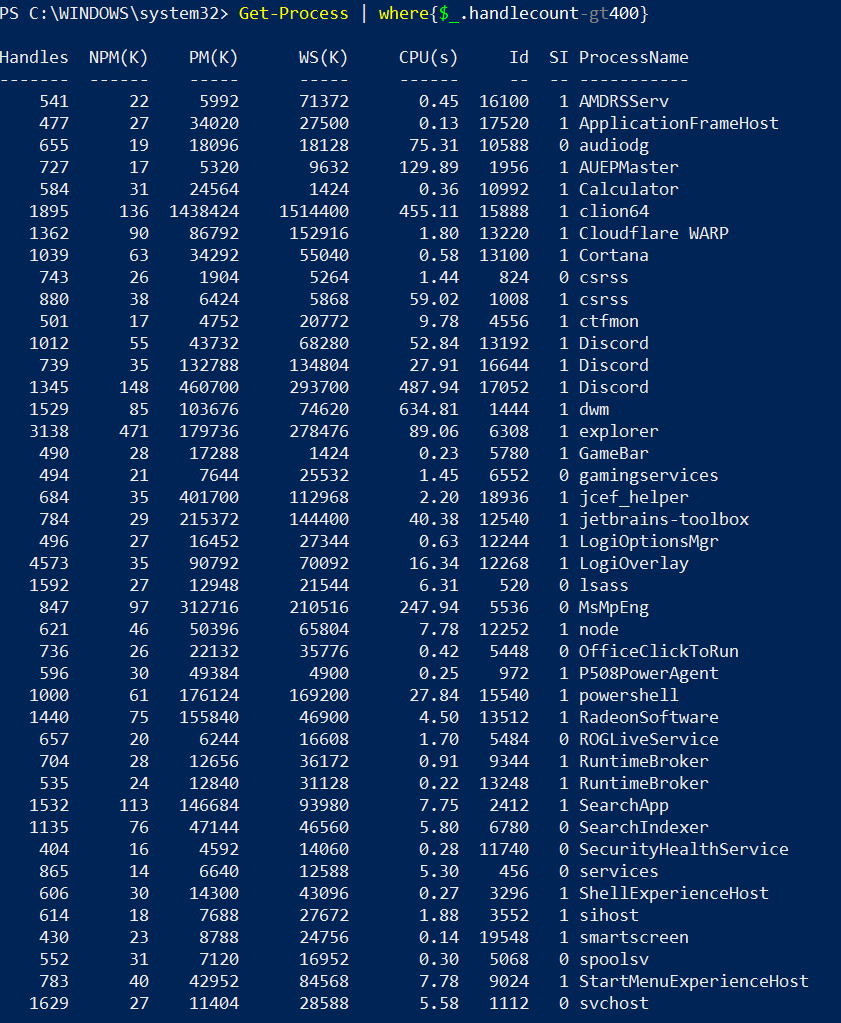 PS C:\WINDOWS\system32> Get-Process | where{$_.handlecount-gt400}
Handles  NPM(K)    PM(K)      WS(K)     CPU(s)     Id  SI ProcessName
-------  ------    -----      -----     ------     --  -- -----------
    541      22     5992      71372       0.45  16100   1 AMDRSServ
    477      27    34020      27500       0.13  17520   1 ApplicationFrameHost
    655      19    18096      18128      75.31  10588   0 audiodg
    727      17     5320       9632     129.89   1956   1 AUEPMaster
    584      31    24564       1424       0.36  10992   1 Calculator
   1895     136  1438424    1514400     455.11  15888   1 clion64
   1362      90    86792     152916       1.80  13220   1 Cloudflare WARP
   1039      63    34292      55040       0.58  13100   1 Cortana
    743      26     1904       5264       1.44    824   0 csrss
    880      38     6424       5868      59.02   1008   1 csrss
    501      17     4752      20772       9.78   4556   1 ctfmon
   1012      55    43732      68280      52.84  13192   1 Discord
    739      35   132788     134804      27.91  16644   1 Discord
   1345     148   460700     293700     487.94  17052   1 Discord
   1529      85   103676      74620     634.81   1444   1 dwm
   3138     471   179736     278476      89.06   6308   1 explorer
    490      28    17288       1424       0.23   5780   1 GameBar
    494      21     7644      25532       1.45   6552   0 gamingservices
    684      35   401700     112968       2.20  18936   1 jcef_helper
    784      29   215372     144400      40.38  12540   1 jetbrains-toolbox
    496      27    16452      27344       0.63  12244   1 LogiOptionsMgr
   4573      35    90792      70092      16.34  12268   1 LogiOverlay
   1592      27    12948      21544       6.31    520   0 lsass
    847      97   312716     210516     247.94   5536   0 MsMpEng
    621      46    50396      65804       7.78  12252   1 node
    736      26    22132      35776       0.42   5448   0 OfficeClickToRun
    596      30    49384       4900       0.25    972   1 P508PowerAgent
   1000      61   176124     169200      27.84  15540   1 powershell
   1440      75   155840      46900       4.50  13512   1 RadeonSoftware
    657      20     6244      16608       1.70   5484   0 ROGLiveService
    704      28    12656      36172       0.91   9344   1 RuntimeBroker
    535      24    12840      31128       0.22  13248   1 RuntimeBroker
   1532     113   146684      93980       7.75   2412   1 SearchApp
   1135      76    47144      46560       5.80   6780   0 SearchIndexer
    404      16     4592      14060       0.28  11740   0 SecurityHealthService
    865      14     6640      12588       5.30    456   0 services
    606      30    14300      43096       0.27   3296   1 ShellExperienceHost
    614      18     7688      27672       1.88   3552   1 sihost
    430      23     8788      24756       0.14  19548   1 smartscreen
    552      31     7120      16952       0.30   5068   0 spoolsv
    783      40    42952      84568       7.78   9024   1 StartMenuExperienceHost
   1629      27    11404      28588       5.58   1112   0 svchost